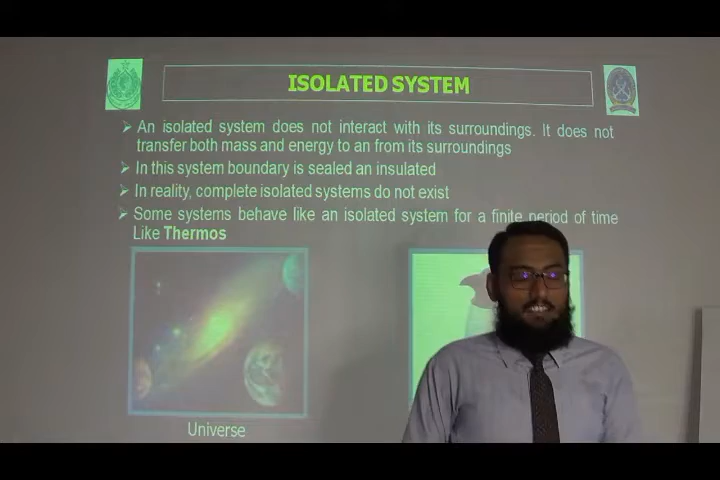 ISOLATED SYSTEM
➢ An isolated system does not interact with its surroundings. It does not
transfer both mass and energy to an from its surroundings
➢ In this system boundary is sealed an insulated
➢ In reality, complete isolated systems do not exist
➢ Some systems behave like an isolated system for a finite period of time
Like Thermos
Universe